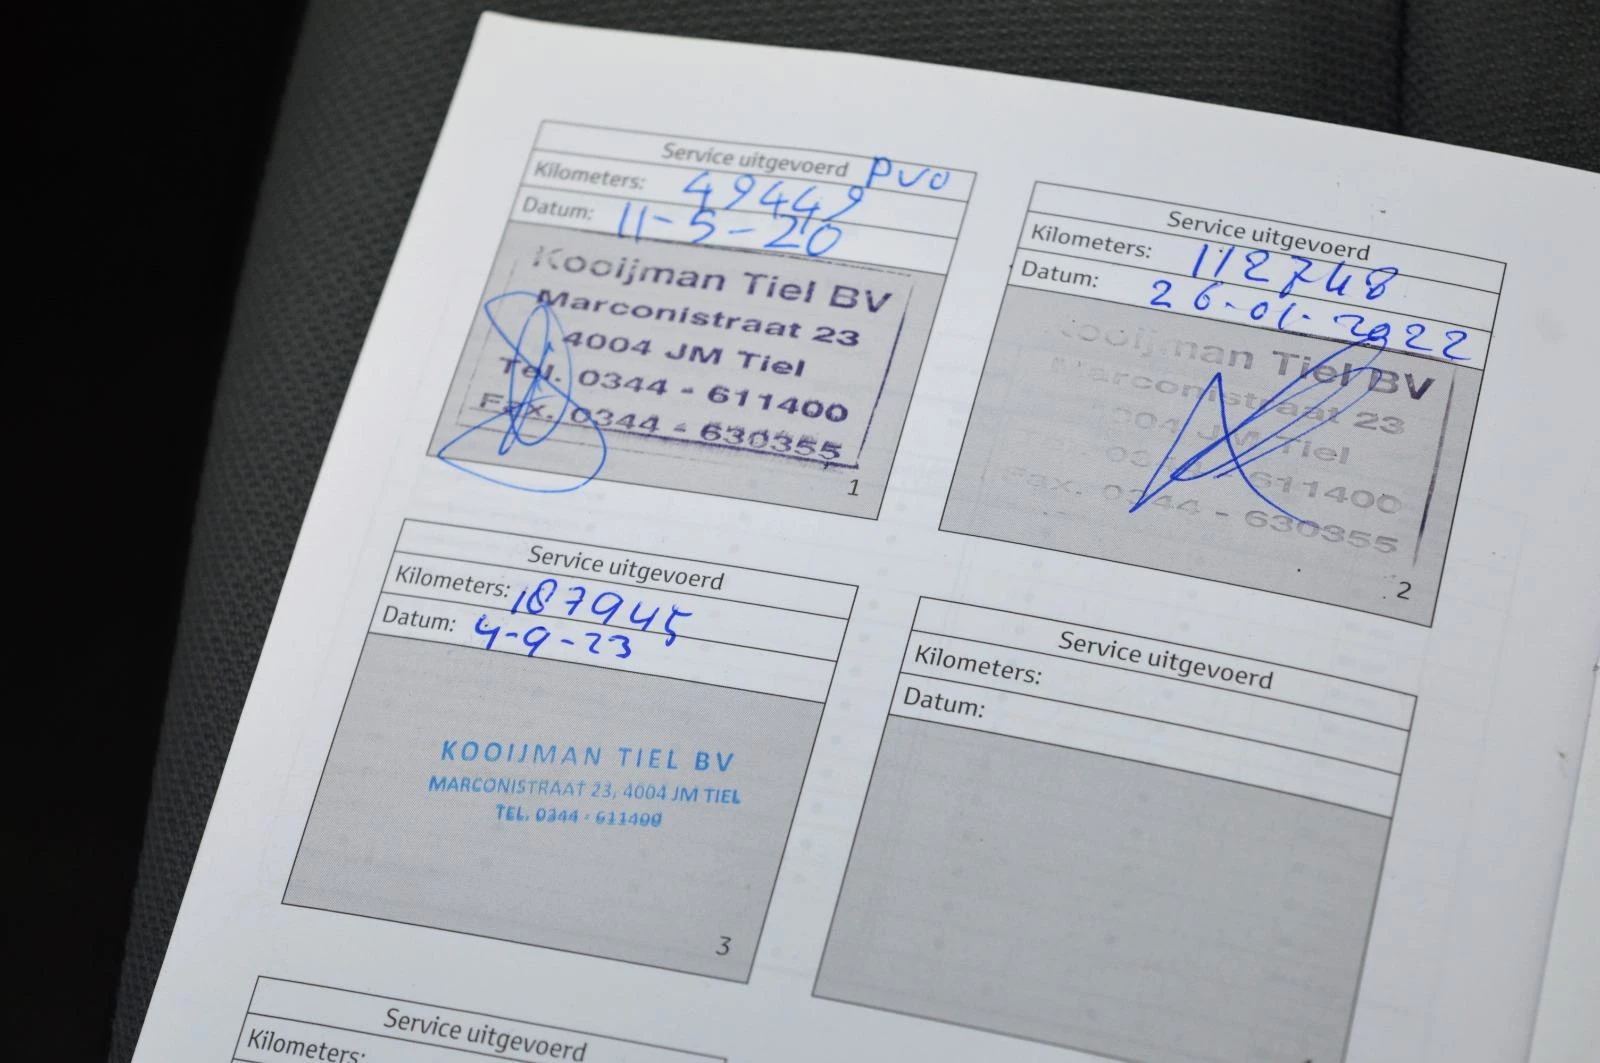 Service uitgevoerd PVO
Kilometers: 49449
Datum: 11-5-20
Kooijman Tiel BV
Marconistraat 23
4004 JM Tiel
Tel. 0344 - 611400
Fax. 0344 - 630355
1
Service uitgevoerd
Kilometers: 112748
Datum: 26-01-2022
Kooijman Tiel BV
Marconistraat 23
4004 JM Tiel
0344 - 611400
Fax. 0344 - 630355
2
Service uitgevoerd
Kilometers: 187945
Datum: 4-9-23
KOOIJMAN TIEL BV
MARCONISTRAAT 23, 4004 JM TIEL
TEL. 0344 - 611400
3
Service uitgevoerd
Kilometers:
Datum:
Service uitgevoerd
Kilometers: